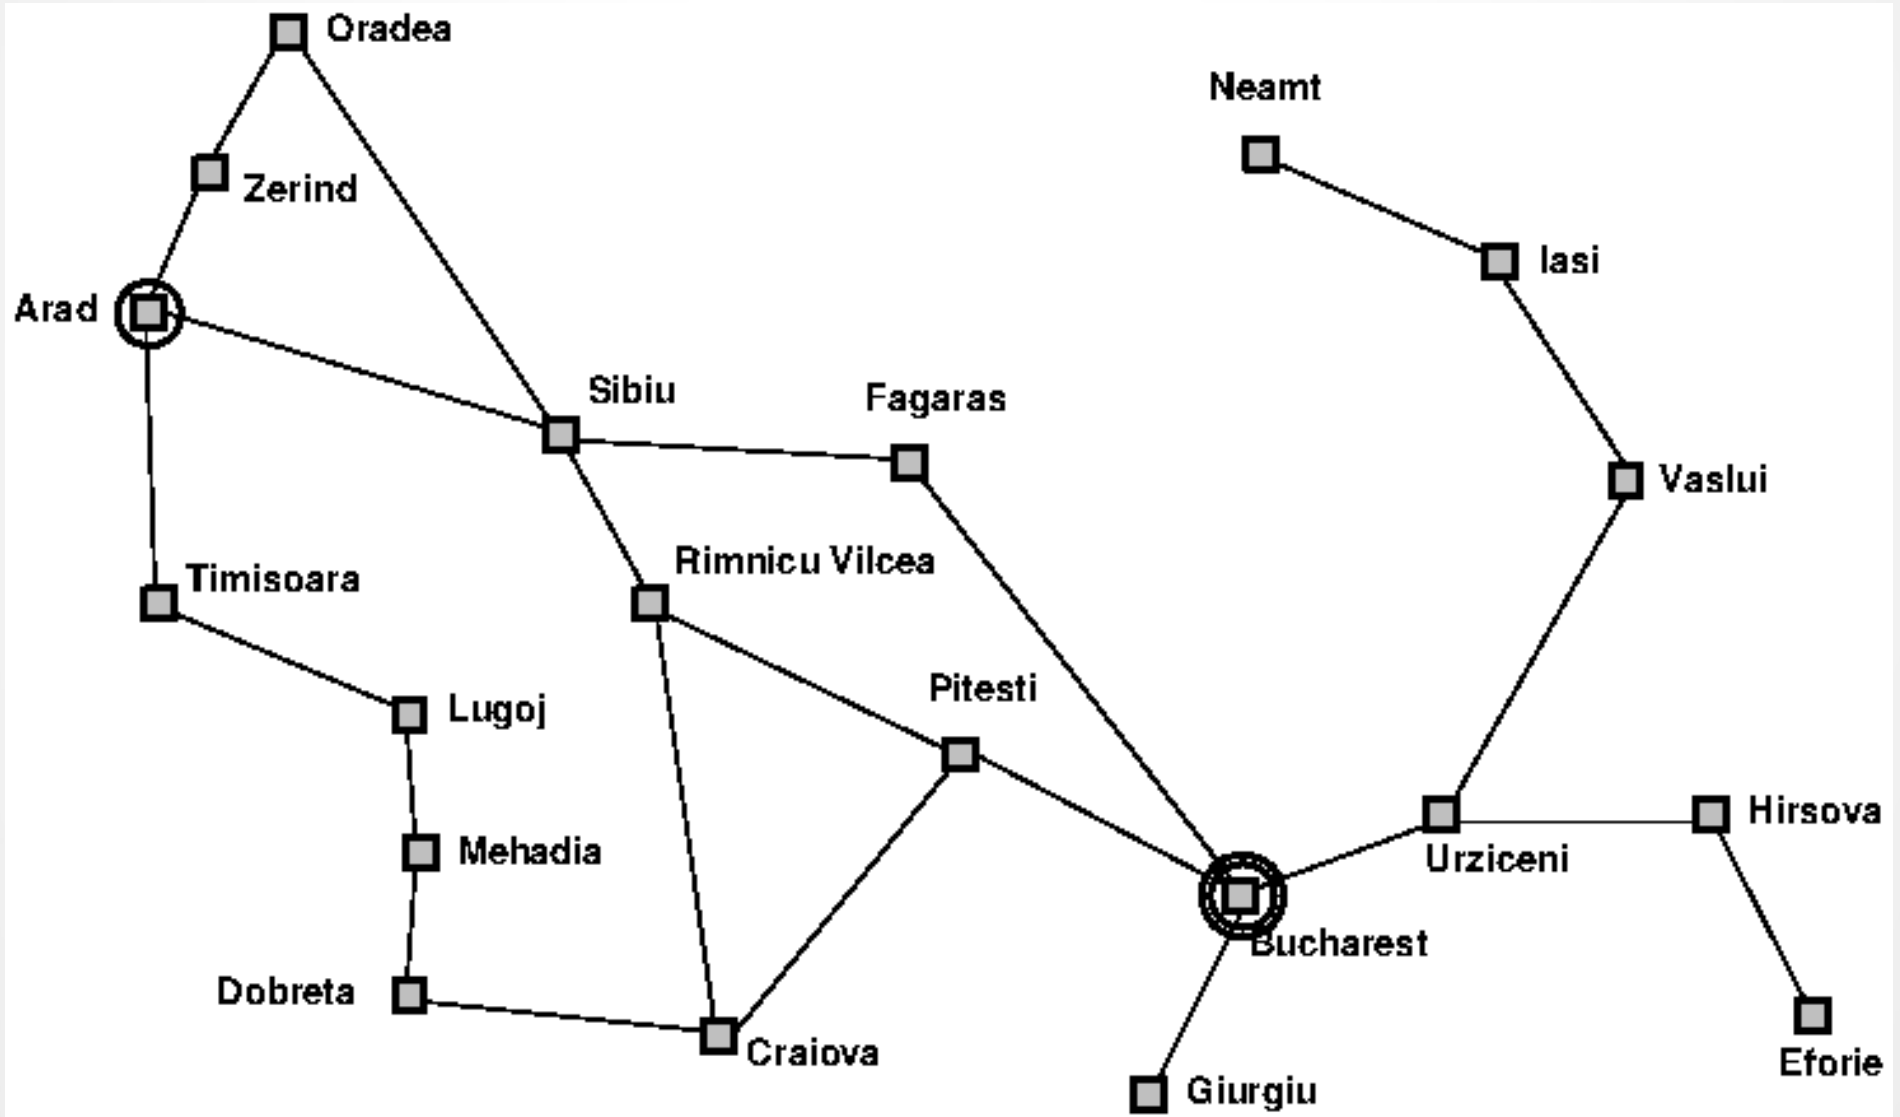 Oradea
Neamt
Zerind
Iasi
Arad
Sibiu
Fagaras
Vaslui
Rimnicu Vilcea
Timisoara
Pitesti
Lugoj
Hirsova
Mehadia
Urziceni
Bucharest
Dobreta
Craiova
Eforie
Giurgiu